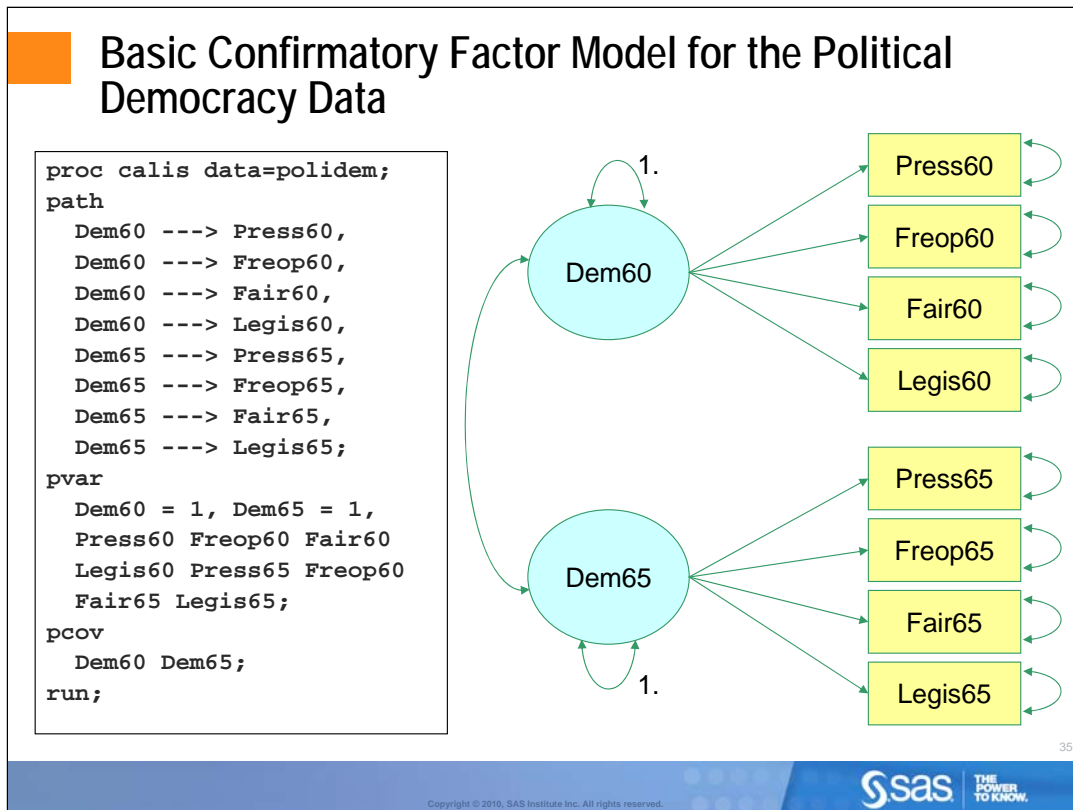 Basic Confirmatory Factor Model for the Political
Democracy Data
proc calis data=polidem;
path
Dem60 ---> Press60,
Dem60 ---> Freop60,
Dem60 ---> Fair60,
Dem60 ---> Legis60,
Dem65 ---> Press65,
Dem65 ---> Freop65,
Dem65 ---> Fair65,
Dem65 ---> Legis65;
pvar
Dem60 = 1, Dem65 = 1,
Press60 Freop60 Fair60
Legis60 Press65 Freop60
Fair65 Legis65;
pcov
Dem60 Dem65;
run;
1.
Dem60
Press60
Freop60
Fair60
Legis60
Dem65
1.
Press65
Freop65
Fair65
Legis65
35
Copyright © 2010, SAS Institute Inc. All rights reserved.
sas
THE
POWER
TO KNOW.